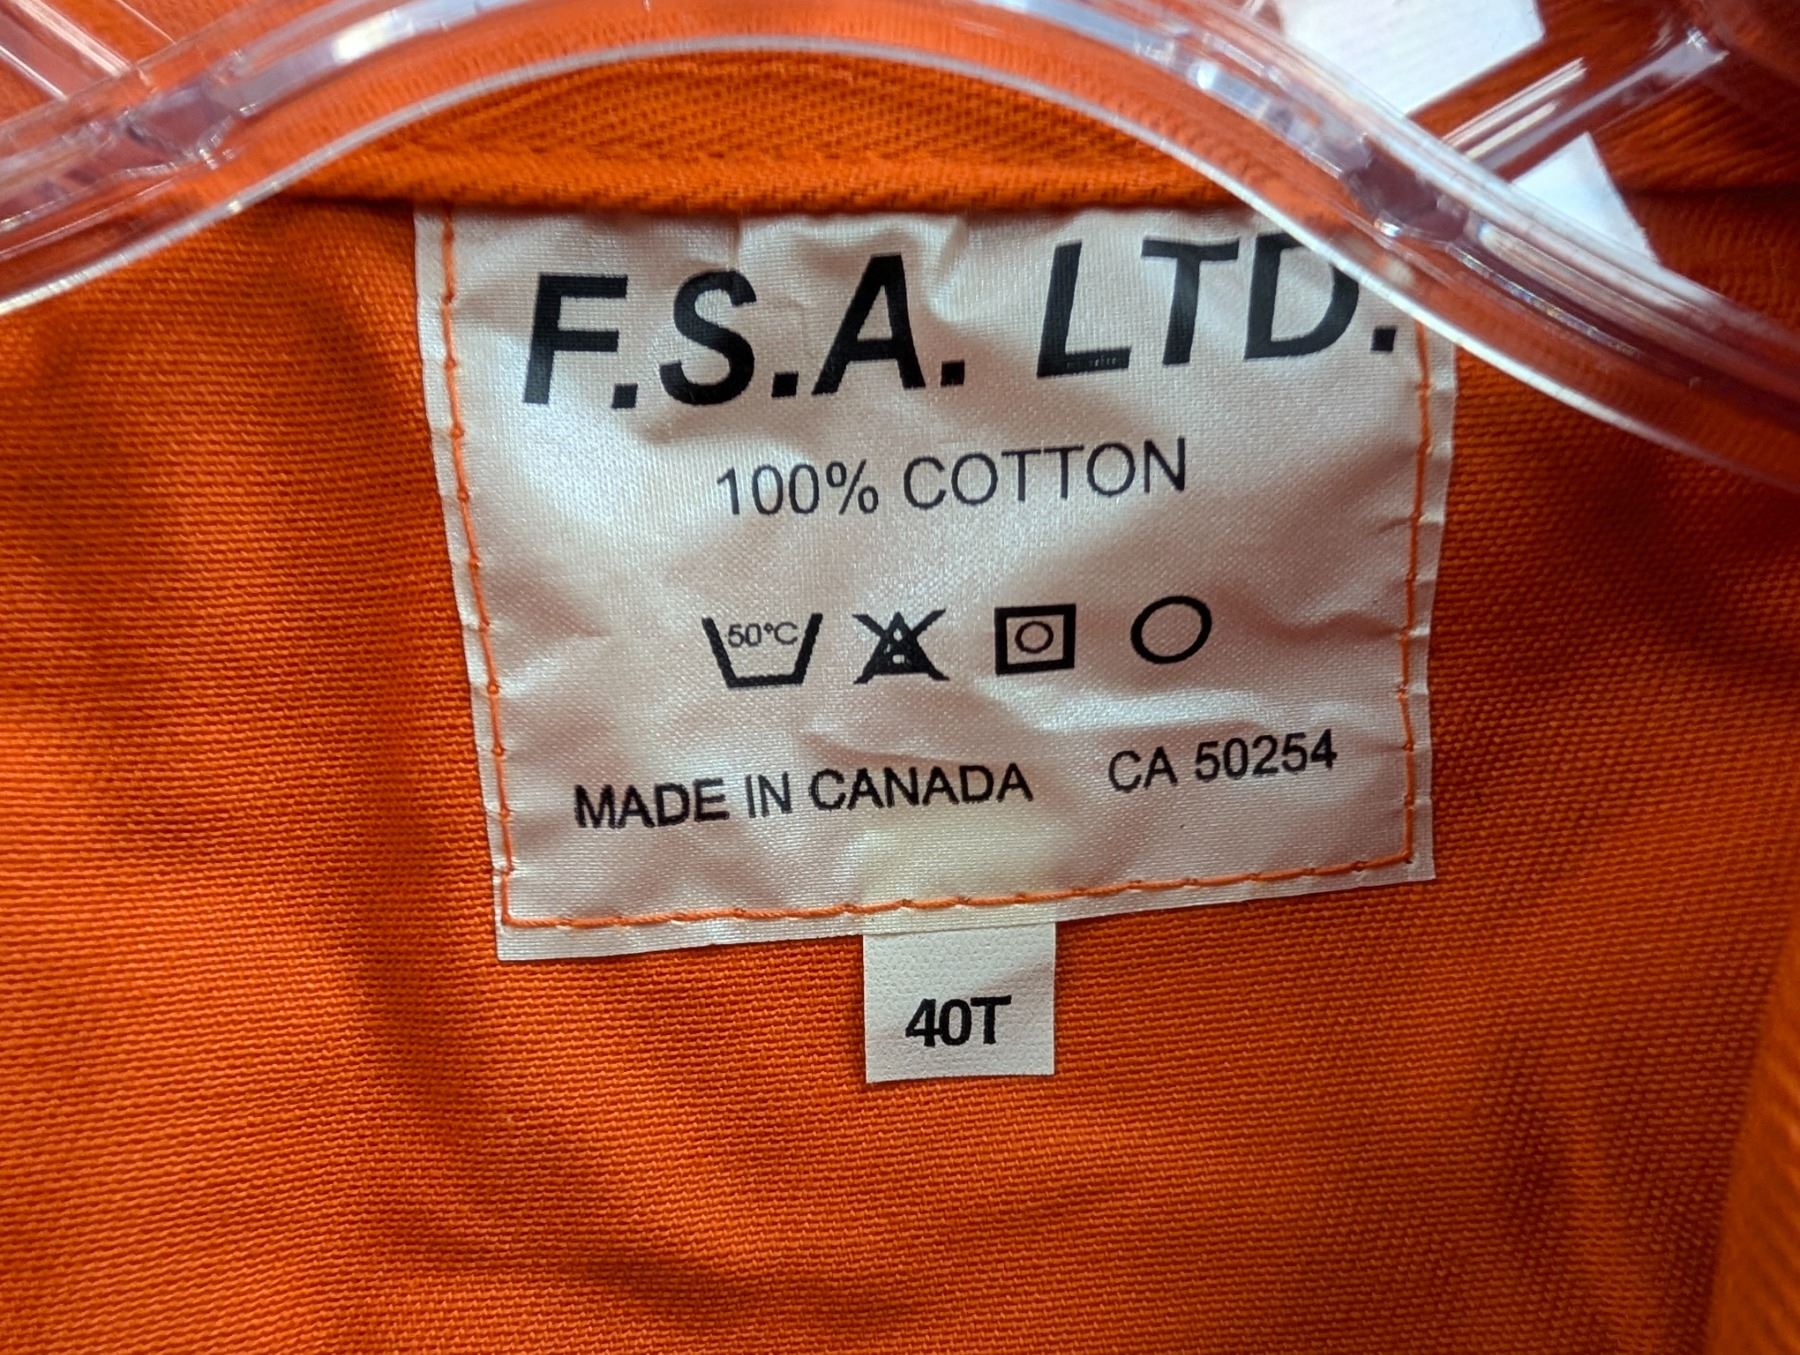 F.S.A. LTD.
100% COTTON
50°C
MADE IN CANADA CA 50254
40T